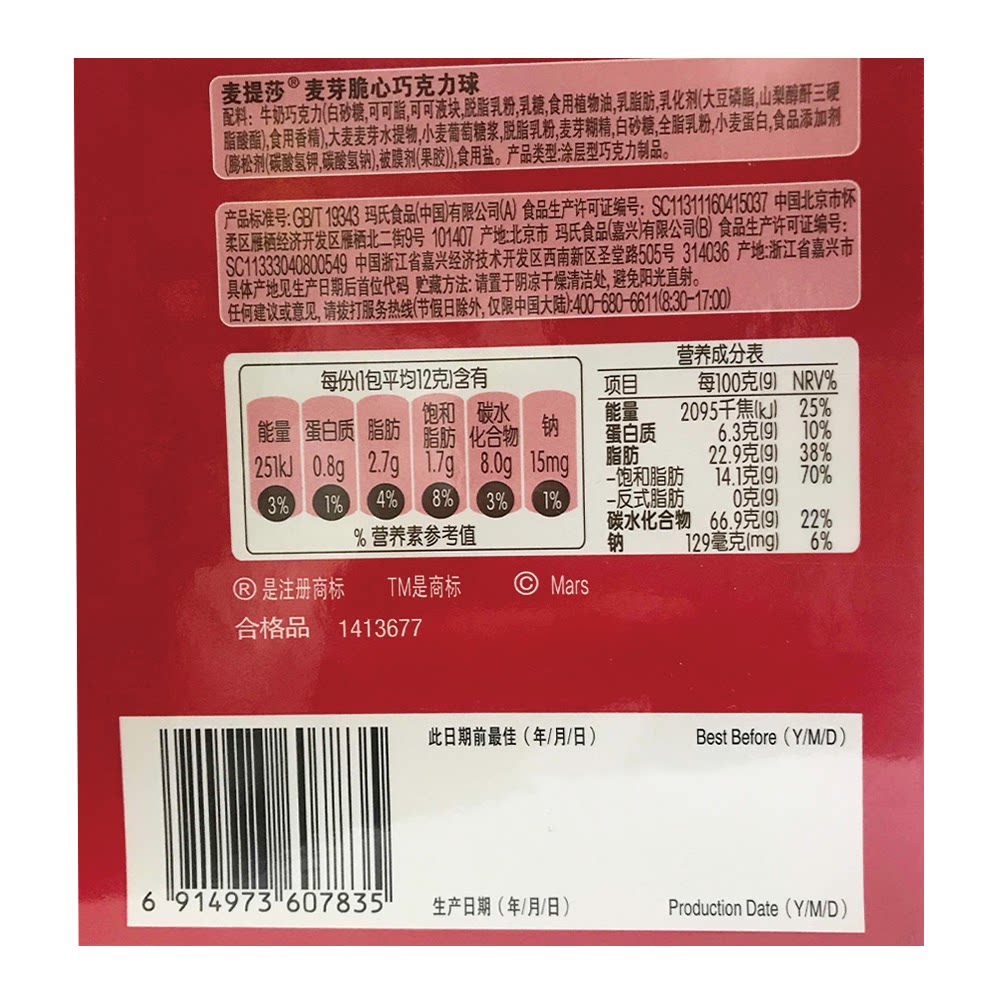 麦提莎® 麦芽脆心巧克力球
配料：牛奶巧克力(白砂糖,可可脂,可可液块,脱脂乳粉,乳糖,食用植物油,乳脂肪,乳化剂(大豆磷脂,山梨醇酐三硬
脂酸酯),食用香精),大麦麦芽水提物,小麦葡萄糖浆,脱脂乳粉,麦芽糊精,白砂糖,全脂乳粉,小麦蛋白,食品添加剂
(膨松剂(碳酸氢钾,碳酸氢钠),被膜剂(果胶)),食用盐。产品类型:涂层型巧克力制品。
产品标准号:GB/T 19343 玛氏食品(中国)有限公司(A) 食品生产许可证编号：SC11311160415037 中国北京市怀
柔区雁栖经济开发区雁栖北二街9号 101407 产地:北京市 玛氏食品(嘉兴)有限公司(B) 食品生产许可证编号：
SC11333040800549 中国浙江省嘉兴经济技术开发区西南新区圣堂路505号 314036 产地:浙江省嘉兴市
具体产地见生产日期后首位代码 贮藏方法: 请置于阴凉干燥清洁处, 避免阳光直射。
任何建议或意见, 请拨打服务热线(节假日除外, 仅限中国大陆):400-680-6611(8:30-17:00)
每份(1包平均12克)含有
能量 蛋白质 脂肪 饱和脂肪 碳水化合物 钠
251kJ 0.8g 2.7g 1.7g 8.0g 15mg
3% 1% 4% 8% 3% 1%
% 营养素参考值
营养成分表
项目 每100克(g) NRV%
能量 2095千焦(kJ) 25%
蛋白质 6.3克(g) 10%
脂肪 22.9克(g) 38%
-饱和脂肪 14.1克(g) 70%
-反式脂肪 0克(g)
碳水化合物 66.9克(g) 22%
钠 129毫克(mg) 6%
® 是注册商标 TM是商标 © Mars
合格品 1413677
此日期前最佳（年/月/日） Best Before（Y/M/D）
6 914973 607835
生产日期（年/月/日） Production Date（Y/M/D）